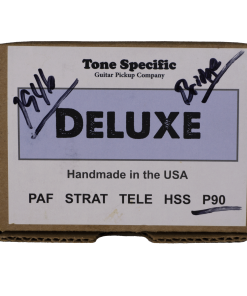 Tone Specific
Guitar Pickup Company
1946
Bridge
DELUXE
Handmade in the USA
PAF STRAT TELE HSS P90